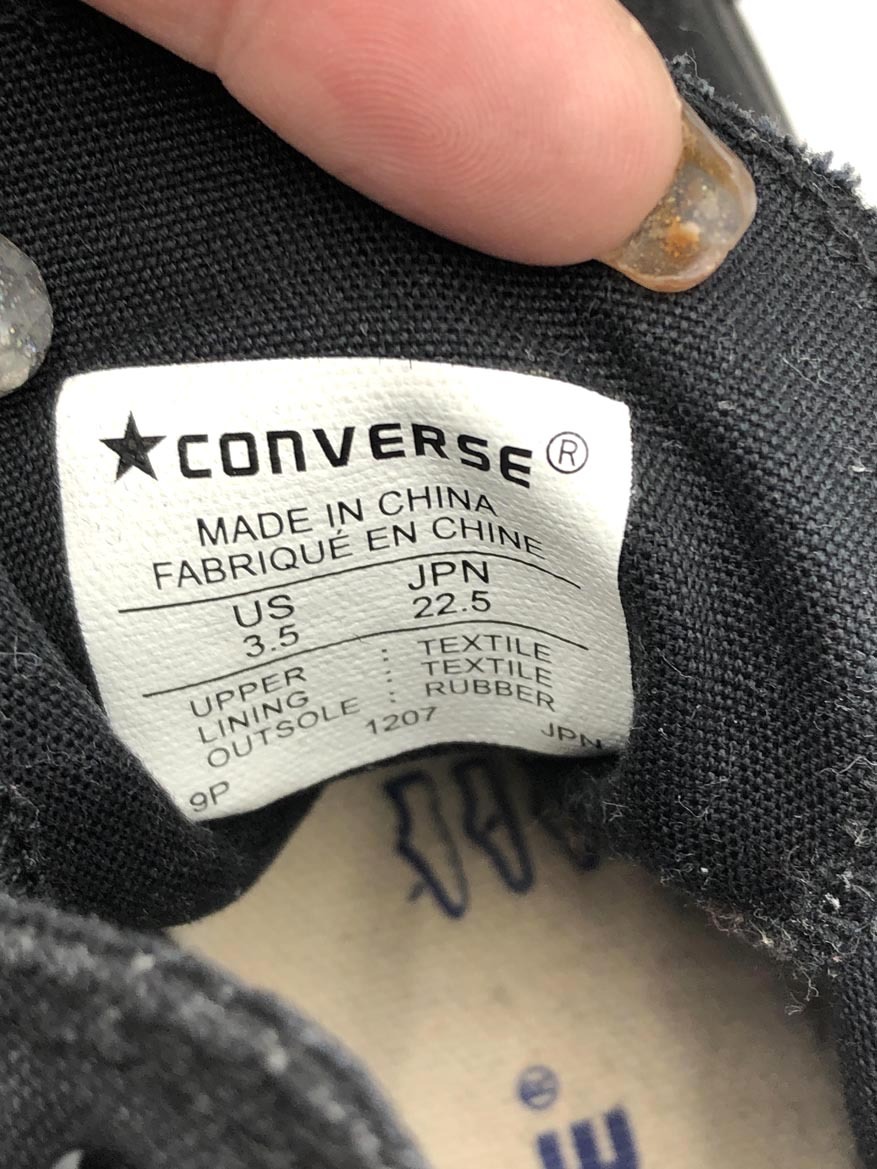 ★CONVERSE®
MADE IN CHINA
FABRIQUÉ EN CHINE
US JPN
3.5 22.5
UPPER : TEXTILE
LINING : TEXTILE
OUTSOLE : RUBBER
1207
9P JPN